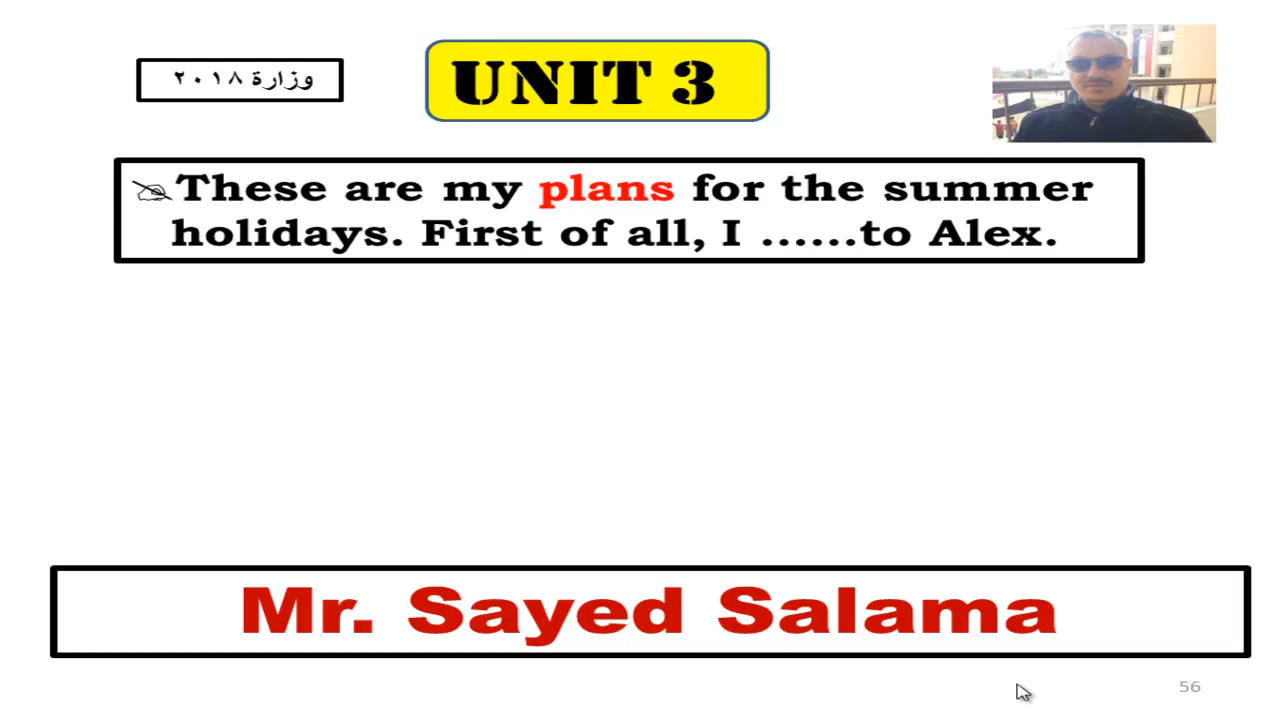 وزارة ٢٠١٨
UNIT 3
These are my plans for the summer
holidays. First of all, I ......to Alex.
Mr. Sayed Salama
56